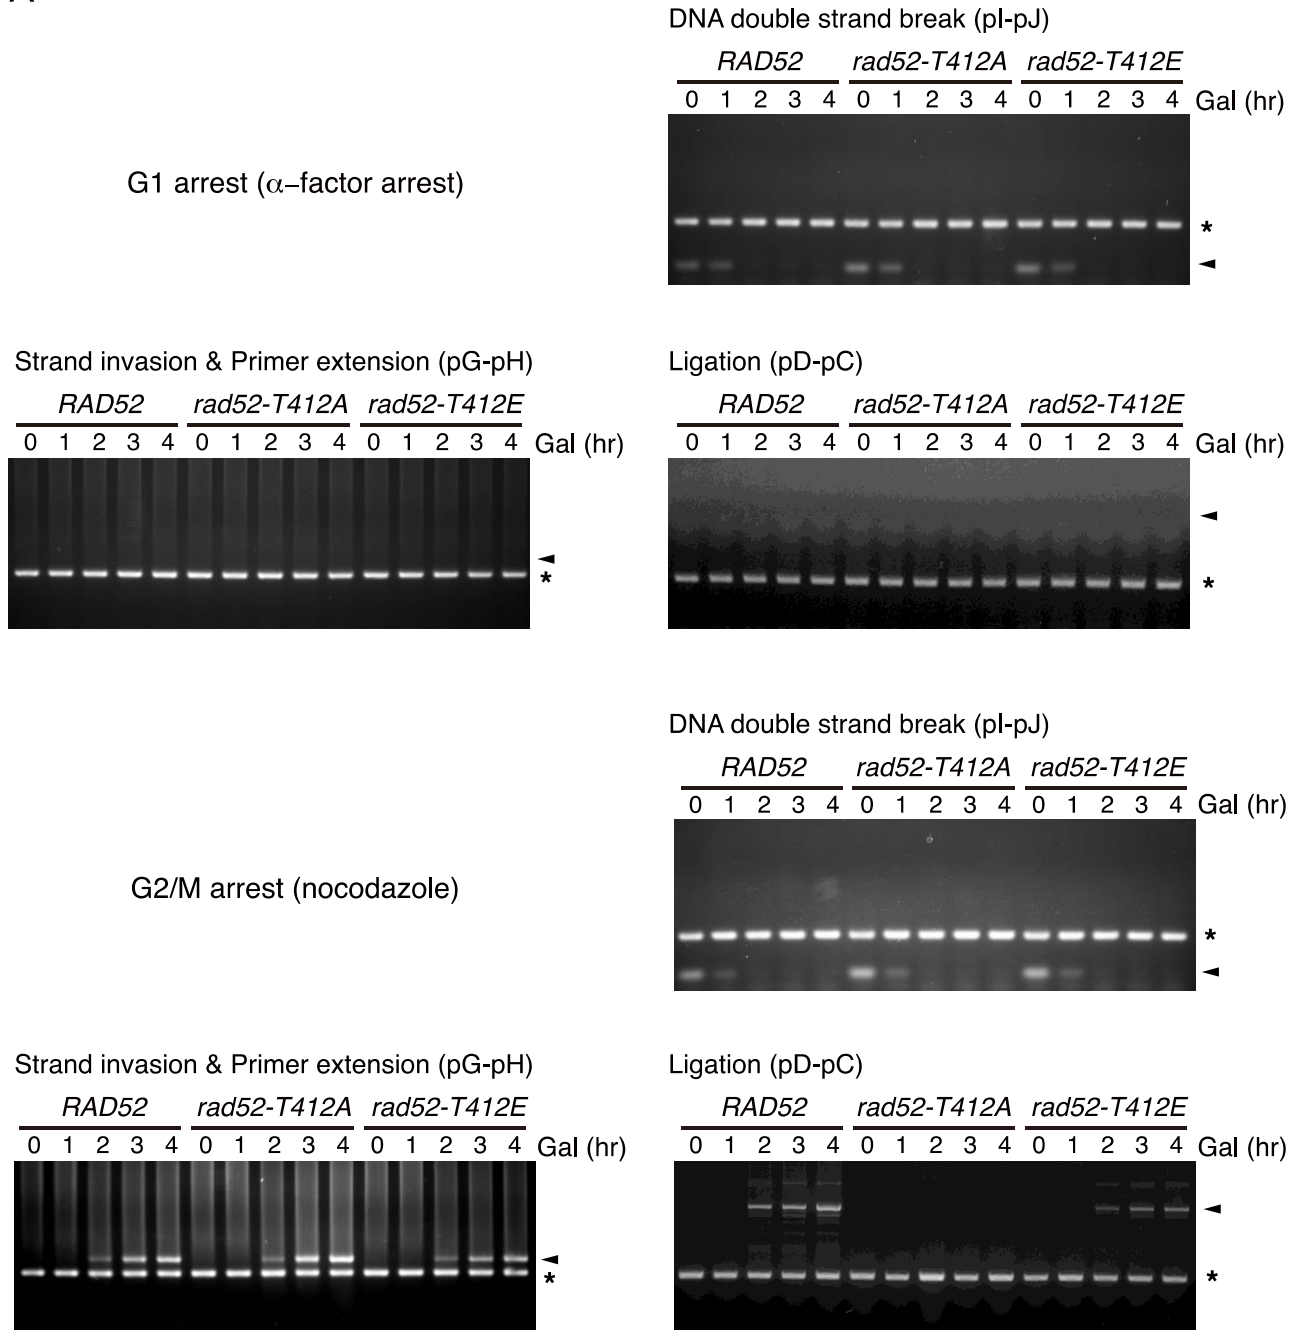 DNA double strand break (pI-pJ)
RAD52 rad52-T412A rad52-T412E
0 1 2 3 4 0 1 2 3 4 0 1 2 3 4 Gal (hr)
G1 arrest (α–factor arrest)
*
Strand invasion & Primer extension (pG-pH)
RAD52 rad52-T412A rad52-T412E
0 1 2 3 4 0 1 2 3 4 0 1 2 3 4 Gal (hr)
*
Ligation (pD-pC)
RAD52 rad52-T412A rad52-T412E
0 1 2 3 4 0 1 2 3 4 0 1 2 3 4 Gal (hr)
*
DNA double strand break (pI-pJ)
RAD52 rad52-T412A rad52-T412E
0 1 2 3 4 0 1 2 3 4 0 1 2 3 4 Gal (hr)
G2/M arrest (nocodazole)
*
Strand invasion & Primer extension (pG-pH)
RAD52 rad52-T412A rad52-T412E
0 1 2 3 4 0 1 2 3 4 0 1 2 3 4 Gal (hr)
*
Ligation (pD-pC)
RAD52 rad52-T412A rad52-T412E
0 1 2 3 4 0 1 2 3 4 0 1 2 3 4 Gal (hr)
*